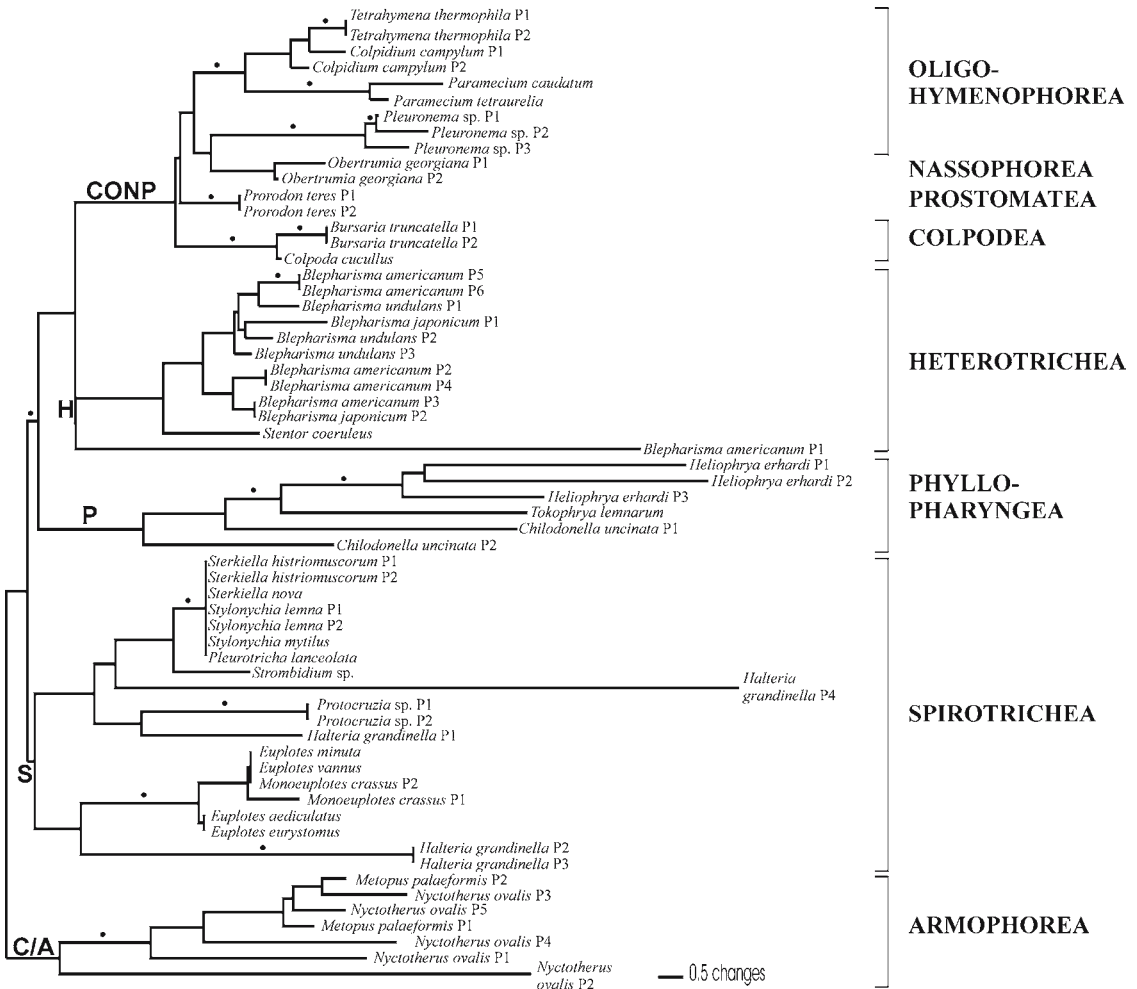 Tetrahymena thermophila P1
Tetrahymena thermophila P2
Colpidium campylum P1
Colpidium campylum P2
Paramecium caudatum
Paramecium tetraurelia
Pleuronema sp. P1
Pleuronema sp. P2
Pleuronema sp. P3
OLIGO-
HYMENOPHOREA
Obertrumia georgiana P1
Obertrumia georgiana P2
NASSOPHOREA
CONP
Prorodon teres P1
Prorodon teres P2
PROSTOMATEA
Bursaria truncatella P1
Bursaria truncatella P2
Colpoda cucullus
COLPODEA
Blepharisma americanum P5
Blepharisma americanum P6
Blepharisma undulans P1
Blepharisma japonicum P1
Blepharisma undulans P2
Blepharisma undulans P3
Blepharisma americanum P2
Blepharisma americanum P4
Blepharisma americanum P3
Blepharisma japonicum P2
Stentor coeruleus
Blepharisma americanum P1
H
HETEROTRICHEA
Heliophrya erhardi P1
Heliophrya erhardi P2
Heliophrya erhardi P3
Tokophrya lemnarum
Chilodonella uncinata P1
Chilodonella uncinata P2
P
PHYLLO-
PHARYNGEA
Sterkiella histriomuscorum P1
Sterkiella histriomuscorum P2
Sterkiella nova
Stylonychia lemna P1
Stylonychia lemna P2
Stylonychia mytilus
Pleurotricha lanceolata
Strombidium sp.
Halteria
grandinella P4
Protocruzia sp. P1
Protocruzia sp. P2
Halteria grandinella P1
Euplotes minuta
Euplotes vannus
Monoeuplotes crassus P2
Monoeuplotes crassus P1
Euplotes aediculatus
Euplotes eurystomus
Halteria grandinella P2
Halteria grandinella P3
S
SPIROTRICHEA
Metopus palaeformis P2
Nyctotherus ovalis P3
Nyctotherus ovalis P5
Metopus palaeformis P1
Nyctotherus ovalis P4
Nyctotherus ovalis P1
Nyctotherus
ovalis P2
C/A
ARMOPHOREA
0.5 changes